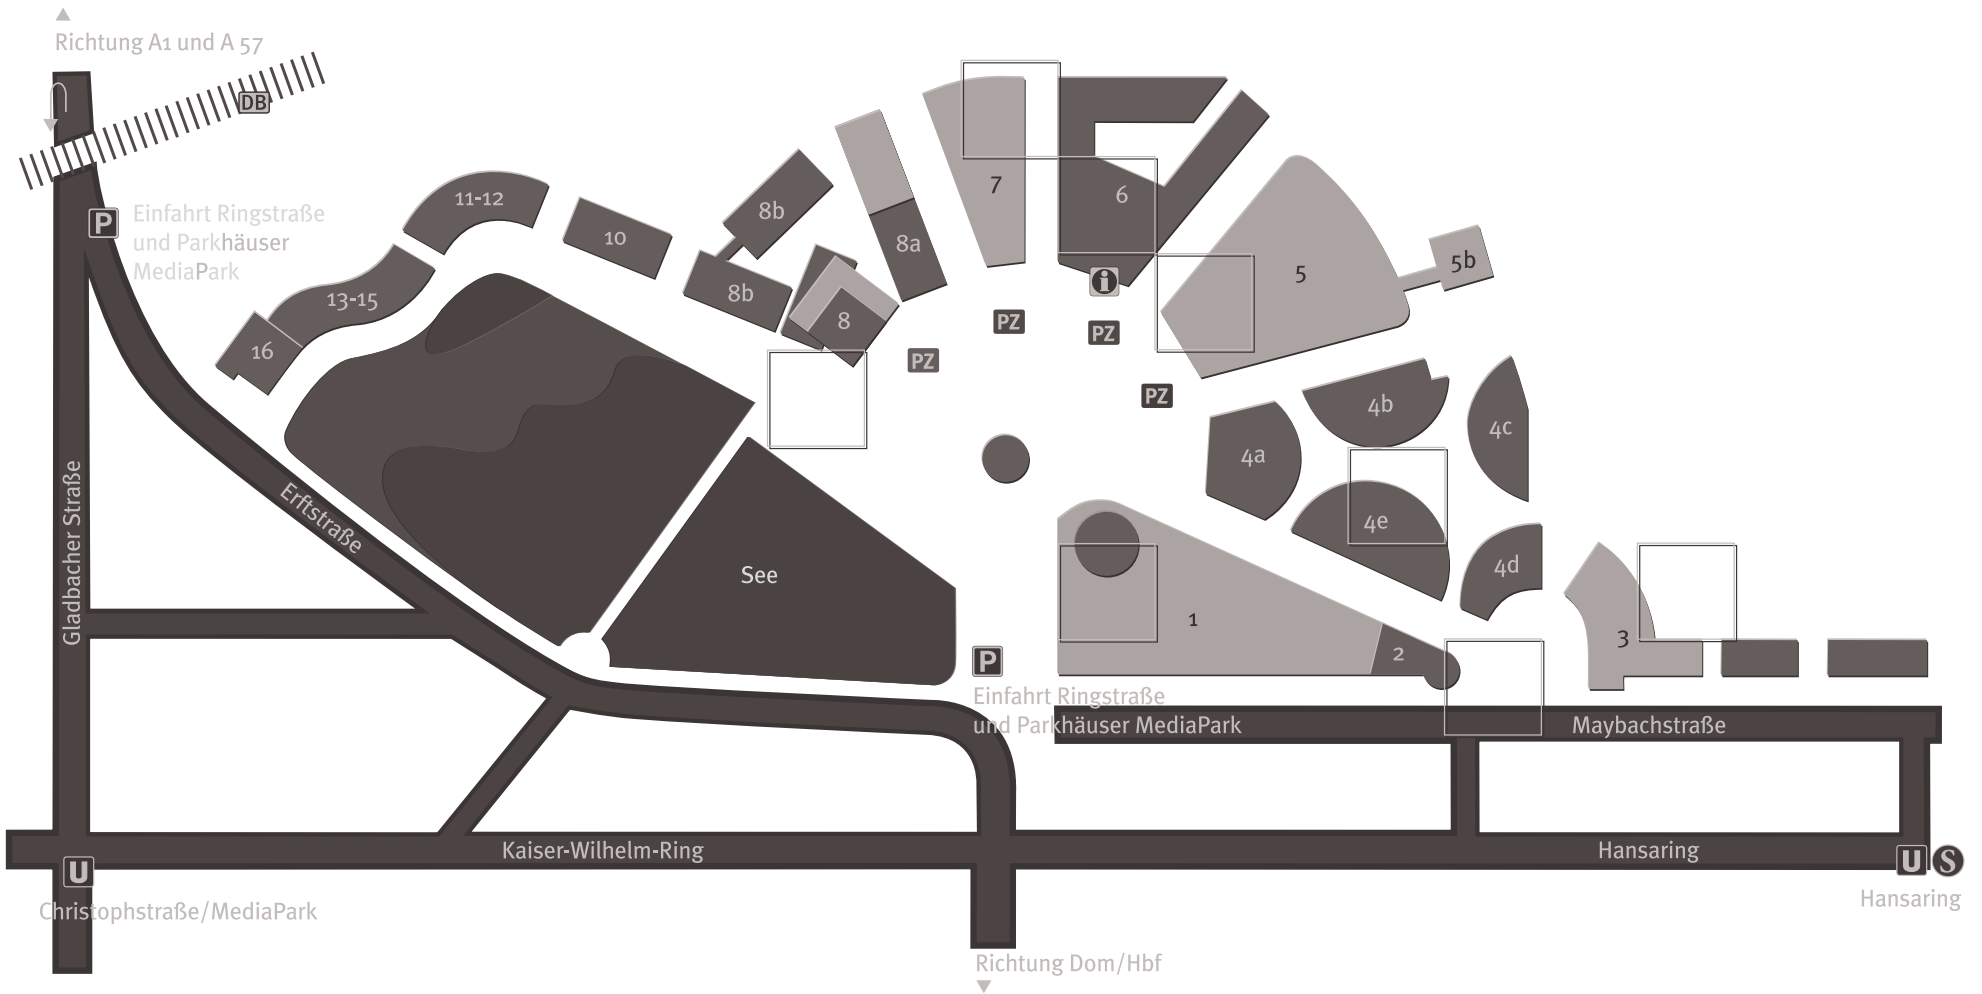 Richtung A1 und A 57
DB
P
Einfahrt Ringstraße
und Parkhäuser
MediaPark
11-12
13-15
16
10
8b
8b
8a
8
7
6
i
5
5b
PZ
PZ
PZ
PZ
4a
4b
4c
4e
4d
3
1
2
See
Gladbacher Straße
Erftstraße
P
Einfahrt Ringstraße
und Parkhäuser MediaPark
Maybachstraße
Kaiser-Wilhelm-Ring
Hansaring
U
Christophstraße/MediaPark
U S
Hansaring
Richtung Dom/Hbf